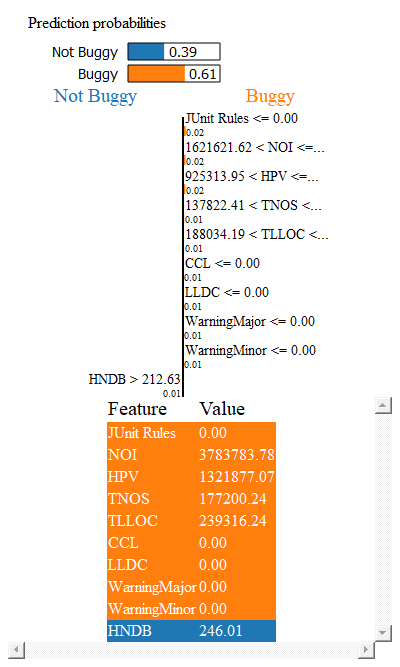 Prediction probabilities
Not Buggy 0.39
Buggy 0.61
Not Buggy Buggy
JUnit Rules <= 0.00
0.02
1621621.62 < NOI <=...
0.02
925313.95 < HPV <=...
0.02
137822.41 < TNOS <...
0.01
188034.19 < TLLOC <...
0.01
CCL <= 0.00
0.01
LLDC <= 0.00
0.01
WarningMajor <= 0.00
0.01
WarningMinor <= 0.00
0.01
HNDB > 212.63
0.01
Feature Value
JUnit Rules 0.00
NOI 3783783.78
HPV 1321877.07
TNOS 177200.24
TLLOC 239316.24
CCL 0.00
LLDC 0.00
WarningMajor 0.00
WarningMinor 0.00
HNDB 246.01